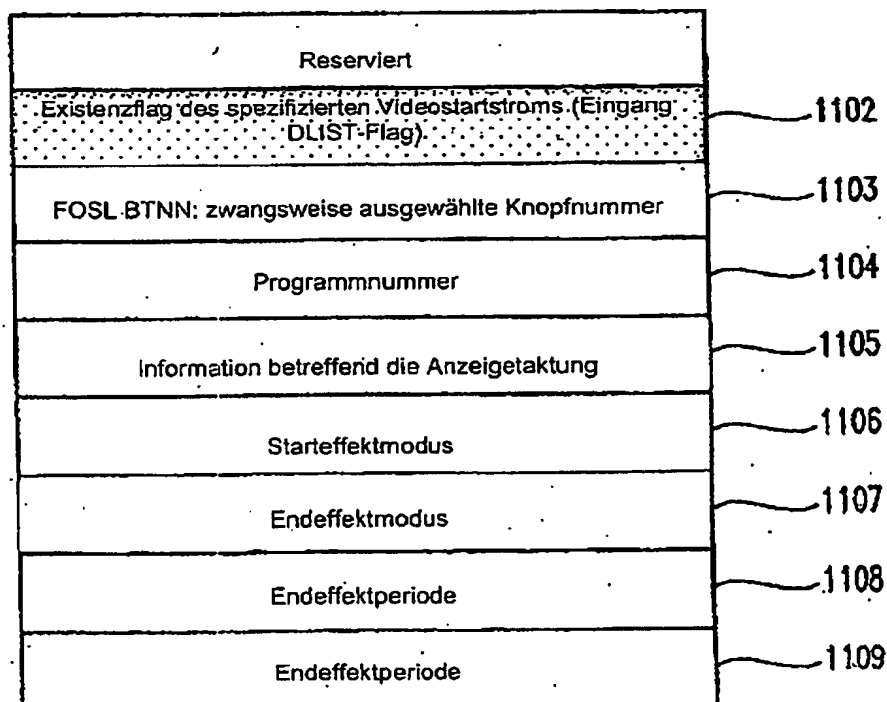 Reserviert
Existenzflag des spezifizierten Videostartstroms (Eingang
DLIST-Flag)
1102
FOSL BTNN: zwangsweise ausgewählte Knopfnummer
1103
Programmnummer
1104
Information betreffend die Anzeigetaktung
1105
Starteffektmodus
1106
Endeffektmodus
1107
Endeffektperiode
1108
Endeffektperiode
1109